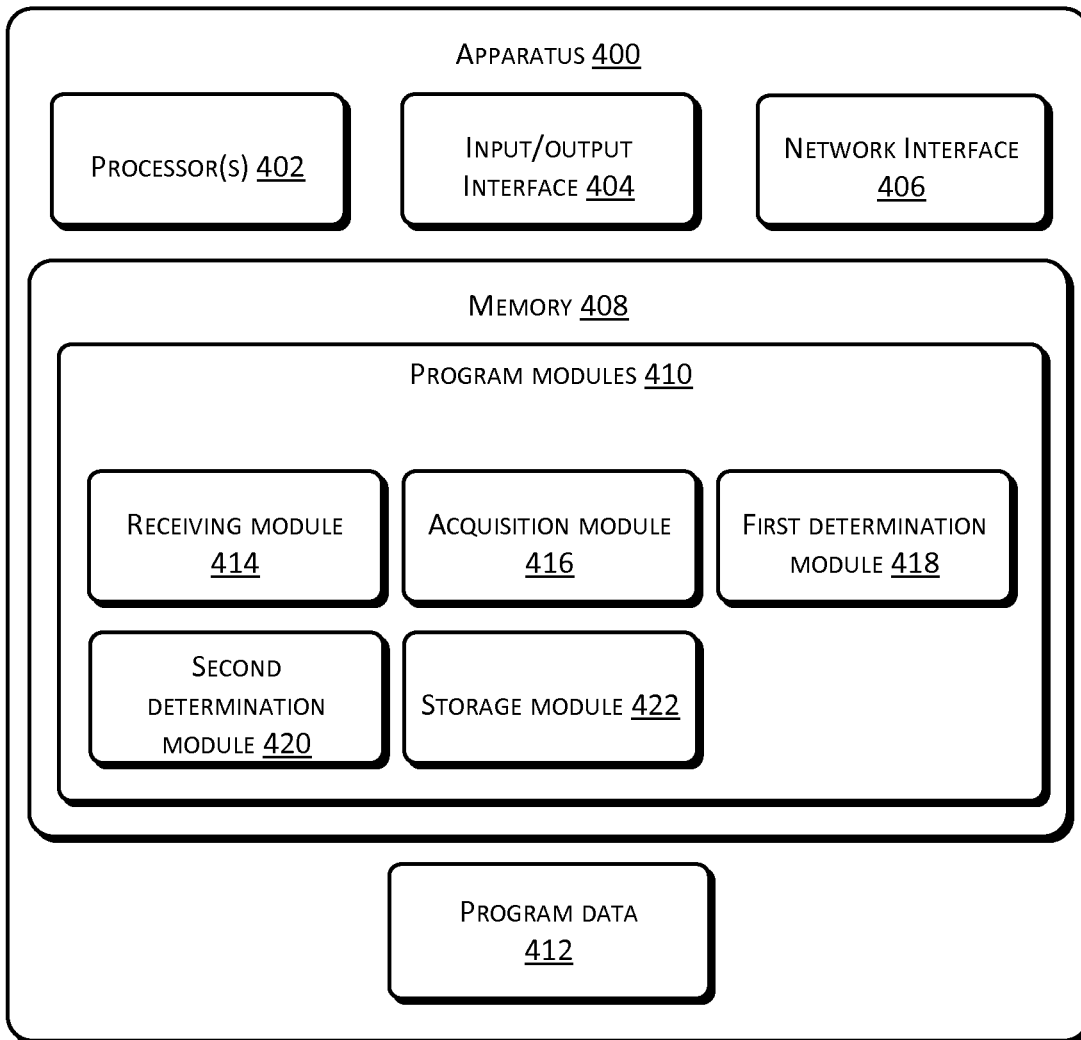 Apparatus 400
Processor(s) 402
Input/output
Interface 404
Network Interface
406
Memory 408
Program modules 410
Receiving module
414
Acquisition module
416
First determination
module 418
Second
determination
module 420
Storage module 422
Program data
412